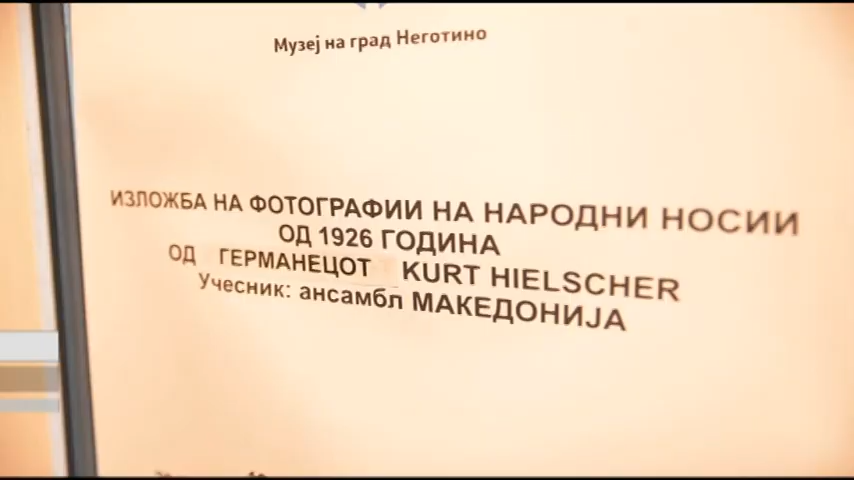 Музеј на град Неготино
ИЗЛОЖБА НА ФОТОГРАФИИ НА НАРОДНИ НОСИИ
ОД 1926 ГОДИНА
ОД ГЕРМАНЕЦОТ KURT HIELSCHER
Учесник: ансамбл МАКЕДОНИЈА